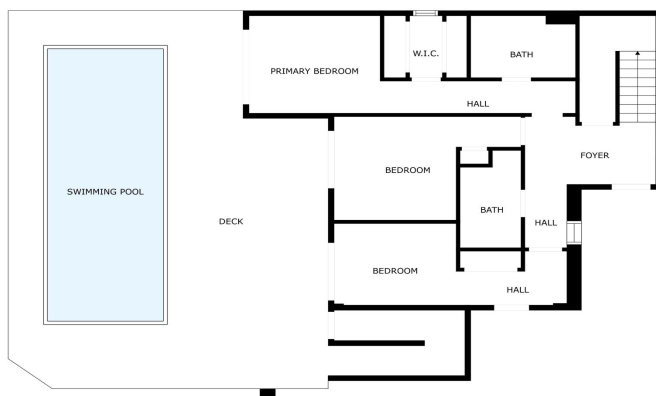 W.I.C.
BATH
PRIMARY BEDROOM
HALL
FOYER
BEDROOM
SWIMMING POOL
BATH
DECK
HALL
BEDROOM
HALL